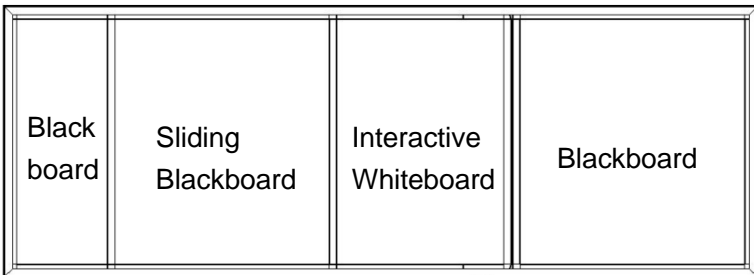 Black
board
Sliding
Blackboard
Interactive
Whiteboard
Blackboard